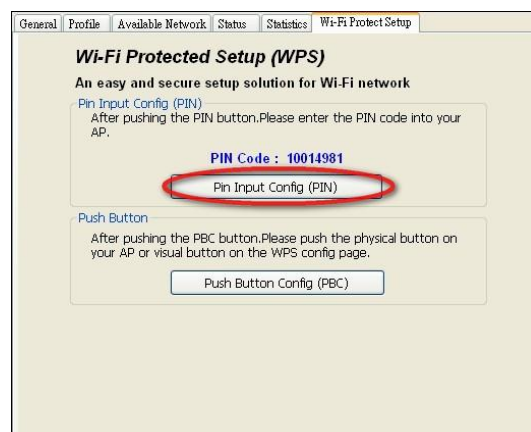 General Profile Available Network Status Statistics Wi-Fi Protect Setup
Wi-Fi Protected Setup (WPS)
An easy and secure setup solution for Wi-Fi network
Pin Input Config (PIN)
After pushing the PIN button.Please enter the PIN code into your
AP.
PIN Code : 10014981
Pin Input Config (PIN)
Push Button
After pushing the PBC button.Please push the physical button on
your AP or visual button on the WPS config page.
Push Button Config (PBC)